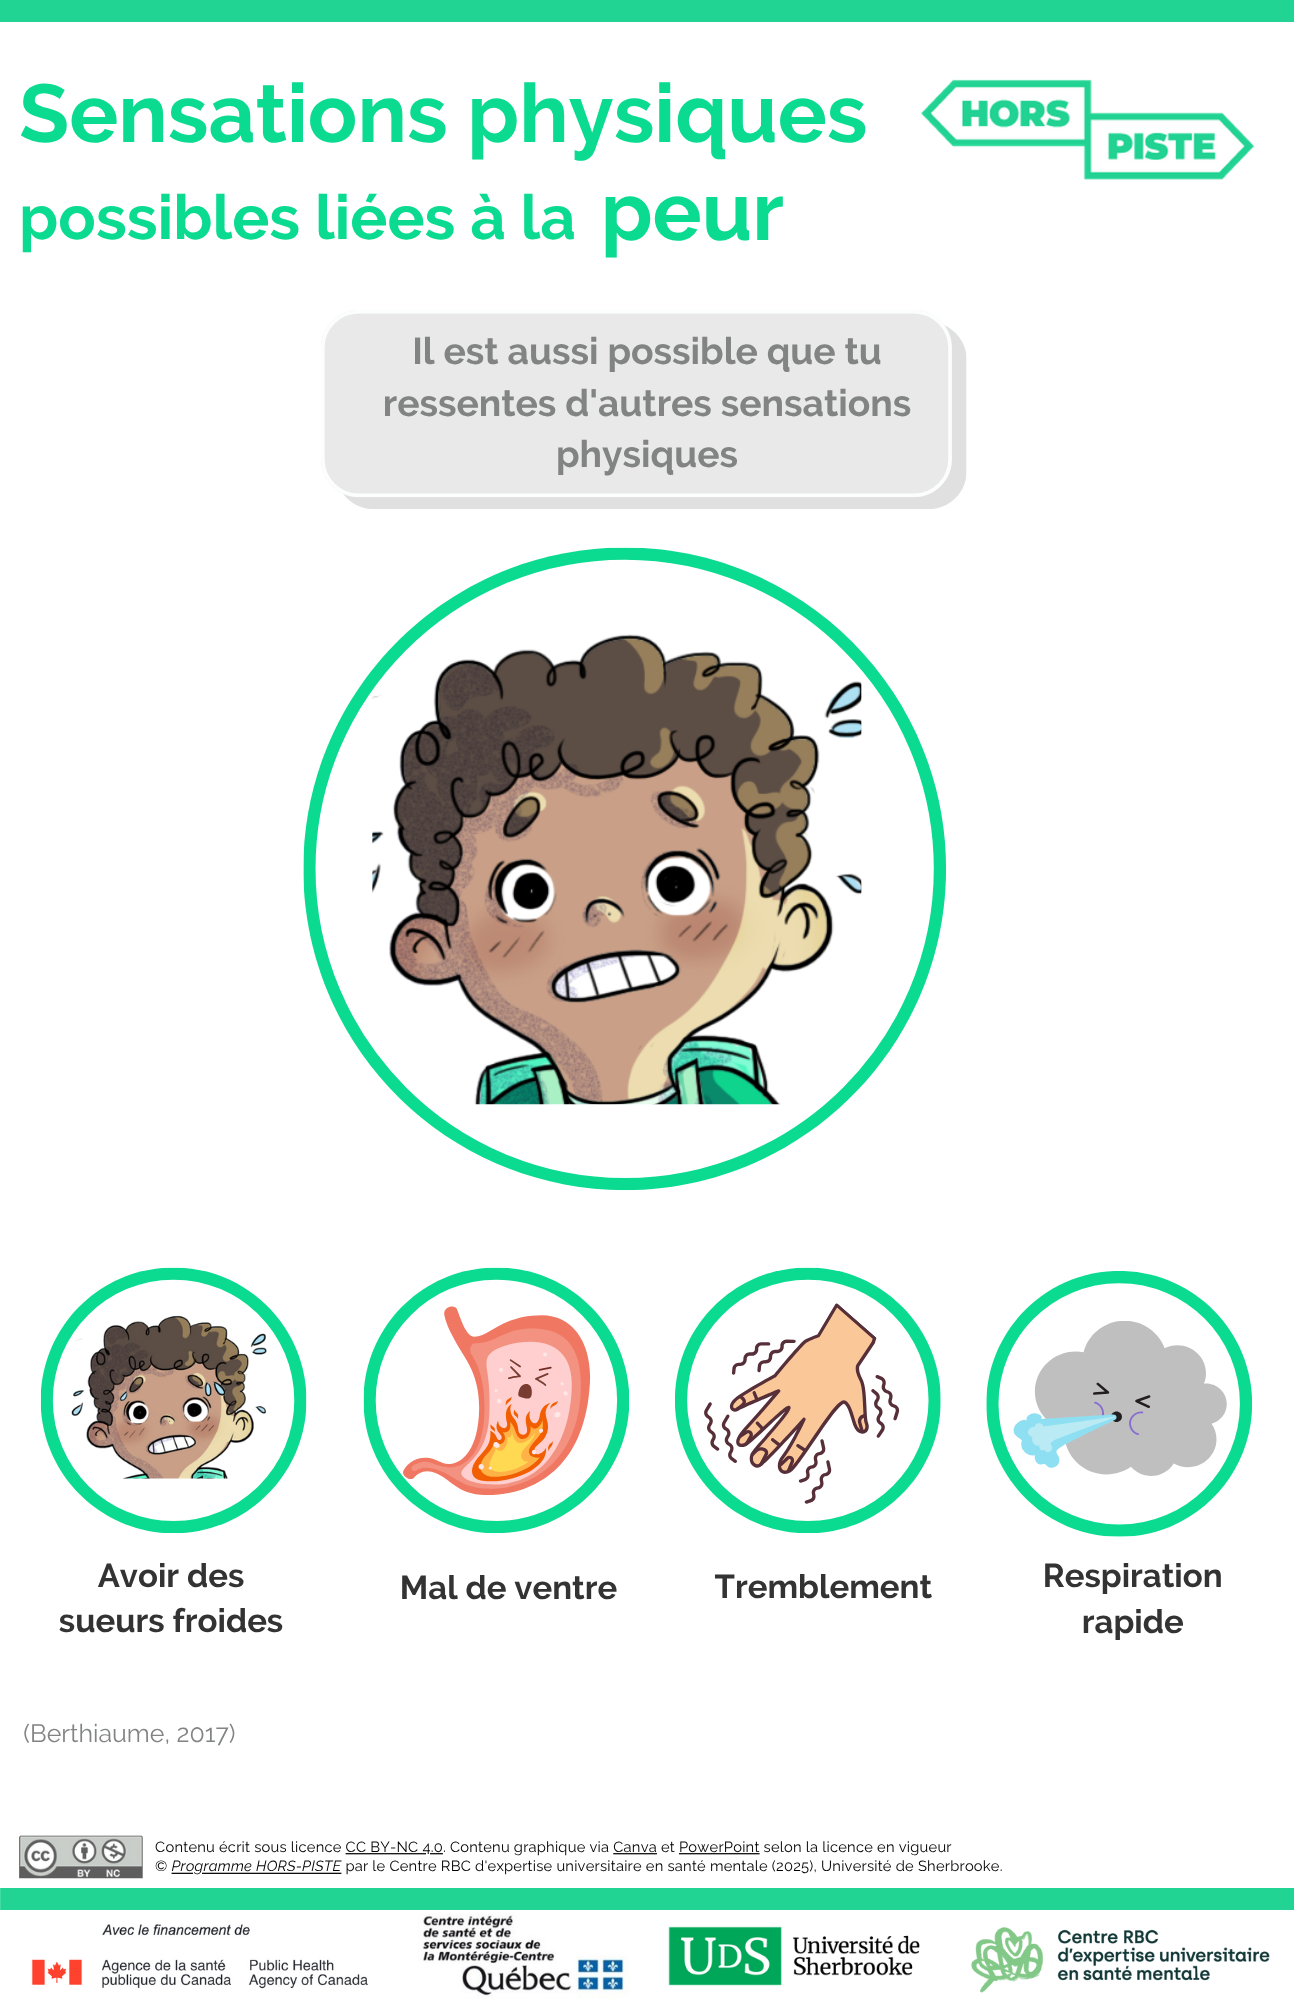 Sensations physiques
possibles liées à la peur
HORS
PISTE
Il est aussi possible que tu
ressentes d'autres sensations
physiques
Avoir des
sueurs froides
Mal de ventre
Tremblement
Respiration
rapide
(Berthiaume, 2017)
cc
BY NC
Contenu écrit sous licence CC BY-NC 4.0. Contenu graphique via Canva et PowerPoint selon la licence en vigueur
© Programme HORS-PISTE par le Centre RBC d'expertise universitaire en santé mentale (2025), Université de Sherbrooke.
Avec le financement de
Agence de la santé
publique du Canada
Public Health
Agency of Canada
Centre intégré
de santé et de
services sociaux de
la Montérégie-Centre
Québec
UDS
Université de
Sherbrooke
Centre RBC
d'expertise universitaire
en santé mentale